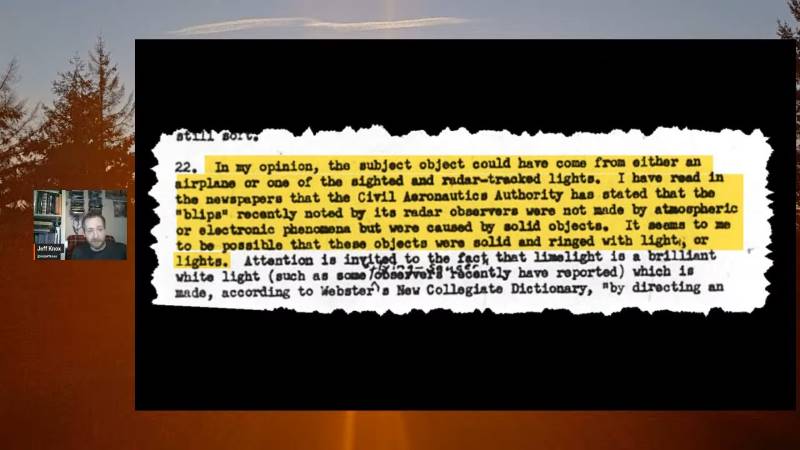 still soft.
22. In my opinion, the subject object could have come from either an
airplane or one of the sighted and radar-tracked lights. I have read in
the newspapers that the Civil Aeronautics Authority has stated that the
"blips" recently noted by its radar observers were not made by atmospheric
or electronic phenomena but were caused by solid objects. It seems to me
to be possible that these objects were solid and ringed with light, or
lights. Attention is invited to the fact that limelight is a brilliant
white light (such as some observers recently have reported) which is
made, according to Webster's New Collegiate Dictionary, "by directing an
Jeff Knox